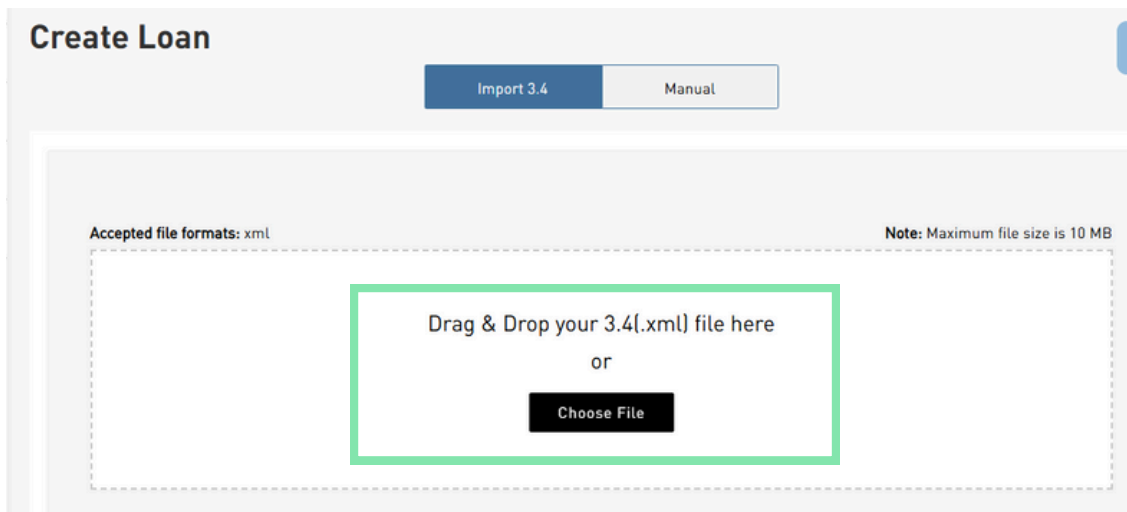 Create Loan
Import 3.4
Manual
Accepted file formats: xml
Note: Maximum file size is 10 MB
Drag & Drop your 3.4(.xml) file here
or
Choose File